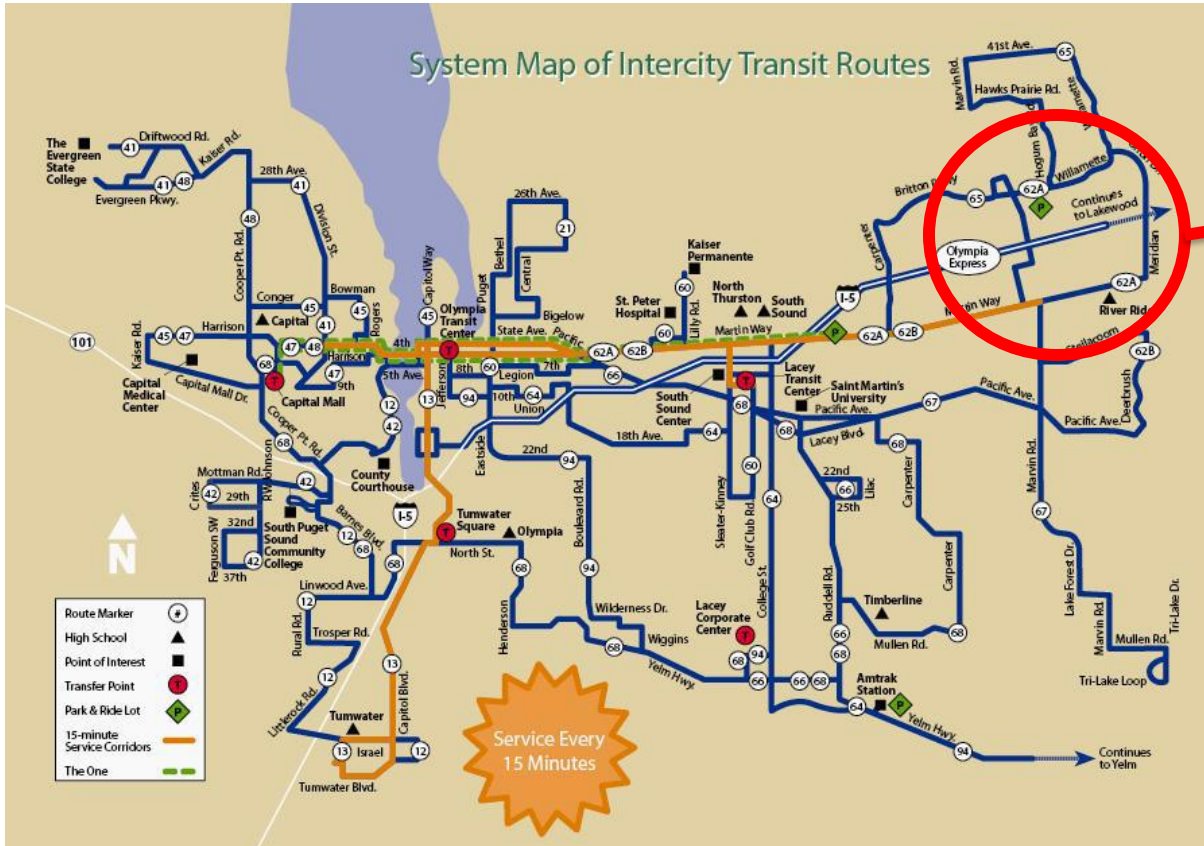 System Map of Intercity Transit Routes
41st Ave.
65
Marvin Rd.
Hawks Prairie Rd.
Willamette
62A
Britton Pkwy
65
Continues
to Lakewood
Carpenter
Olympia
Express
Meridian
62A
Martin Way
Stellacoom
62B
Deerbrush
The
Evergreen
State
College
41
Driftwood Rd.
Kaiser Rd.
41
48
Evergreen Pkwy.
28th Ave.
41
Division St.
48
Cooper Pt. Rd.
26th Ave.
21
Bethel
Central
Bigelow
Puget
State Ave.
Pacific
Capitol Way
45
Olympia
Transit
Center
T
4th
5th Ave.
Bowman
45
Rogers
Conger
45
Capital
41
Harrison
45
47
47
48
Harrison
47
9th
Kaiser Rd.
101
68
T
Capital Mall
Capital
Medical
Center
Capital Mall Dr.
Cooper Pt. Rd.
68
12
42
County
Courthouse
Jefferson
13
8th
94
60
Legion
7th
10th
64
Union
62A
62B
66
Eastside
Kaiser
Permanente
60
Lilly Rd.
St. Peter
Hospital
60
North
Thurston
South
Sound
Martin Way
I-5
P
62A
62B
Lacey
Transit
Center
T
South
Sound
Center
68
Saint Martin's
University
Pacific Ave.
68
Lacey Blvd.
67
Pacific Ave.
Pacific Ave.
18th Ave.
64
60
Sleater-Kinney
Golf Club Rd.
64
College St.
22nd
66
Lilac
25th
Ruddell Rd.
68
Carpenter
Carpenter
Timberline
68
Mullen Rd.
66
68
Marvin Rd.
67
Lake Forest Dr.
Marvin Rd.
Mullen Rd.
Tri-Lake Dr.
Tri-Lake Loop
22nd
94
Boulevard Rd.
94
Wilderness Dr.
Wiggins
68
Yelm Hwy.
Lacey
Corporate
Center
T
68
94
66
66
68
Amtrak
Station
P
64
Yelm Hwy.
94
Continues
to Yelm
Mottman Rd.
42
Crites
42
29th
32nd
Ferguson SW
42
37th
RW Johnson
South Puget
Sound
Community
College
Barnes Blvd.
12
68
I-5
Tumwater
Square
T
Olympia
North St.
68
68
Henderson
Linwood Ave.
12
Rural Rd.
Trosper Rd.
12
Littlerock Rd.
13
Capitol Blvd.
Tumwater
13
Israel
12
Tumwater Blvd.
Service Every
15 Minutes
N
Route Marker #
High School
Point of Interest
Transfer Point T
Park & Ride Lot P
15-minute
Service Corridors
The One